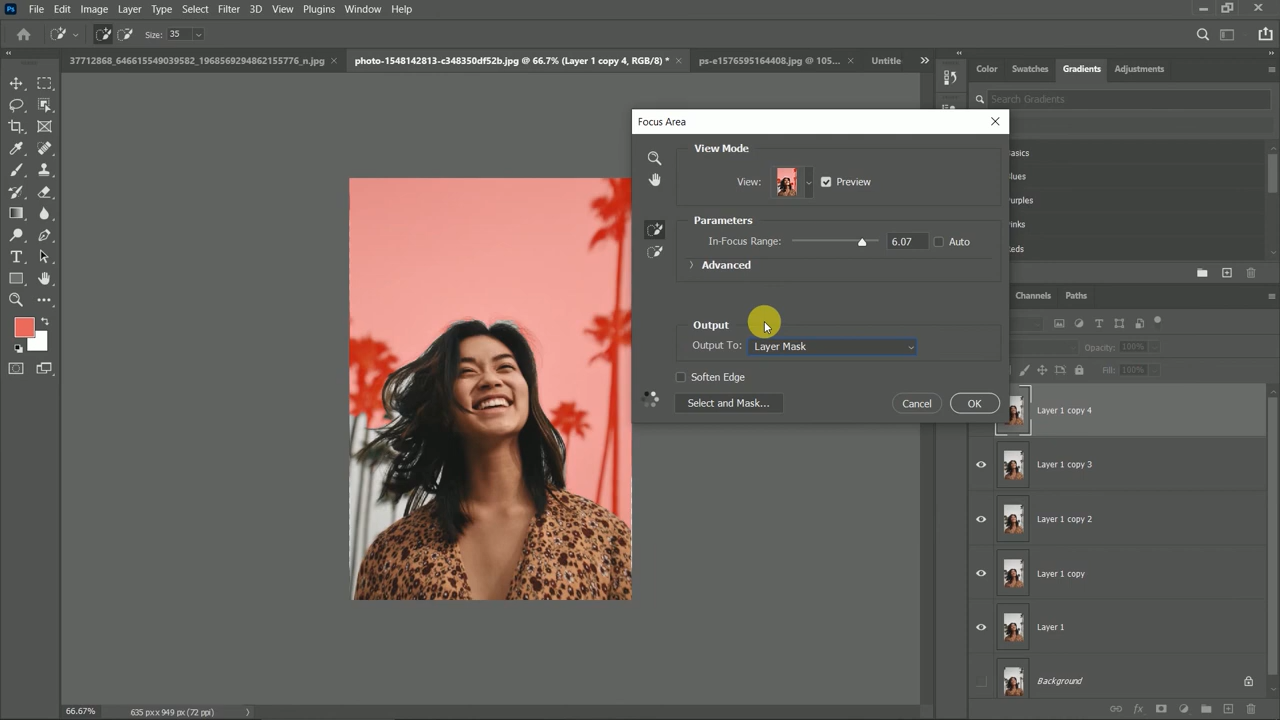 Ps File Edit Image Layer Type Select Filter 3D View Plugins Window Help
Size: 35
37712868_646615549039582_1968569294862155776_n.jpg
photo-1548142813-c348350df52b.jpg @ 66.7% (Layer 1 copy 4, RGB/8) *
ps-e1576595164408.jpg @ 105...
Untitle
Color Swatches Gradients Adjustments
Search Gradients
asics
Blues
Purples
Greens
Reds
Focus Area
View Mode
View:
Preview
Parameters
In-Focus Range: 6.07 Auto
Advanced
Output
Output To: Layer Mask
Soften Edge
Select and Mask...
Cancel
OK
Channels Paths
Opacity: 100%
Fill: 100%
Layer 1 copy 4
Layer 1 copy 3
Layer 1 copy 2
Layer 1 copy
Layer 1
Background
66.67% 635 px x 949 px (72 ppi)